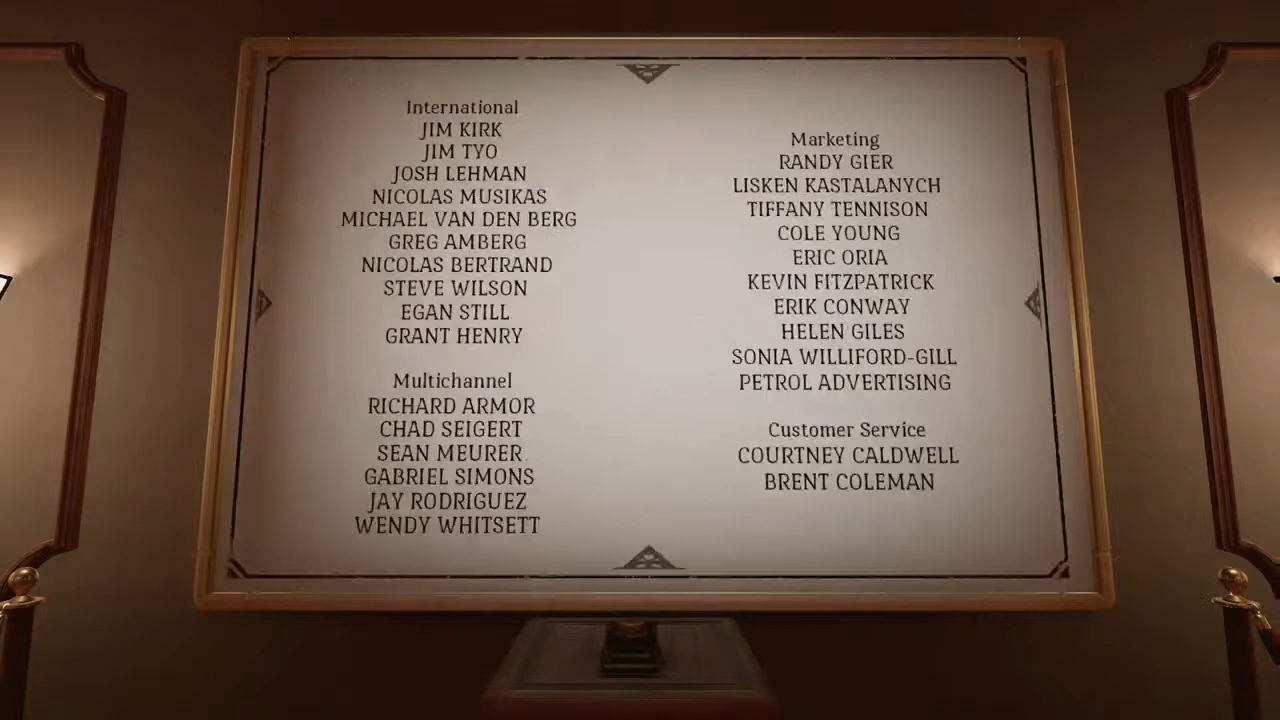 International
JIM KIRK
JIM TYO
JOSH LEHMAN
NICOLAS MUSIKAS
MICHAEL VAN DEN BERG
GREG AMBERG
NICOLAS BERTRAND
STEVE WILSON
EGAN STILL
GRANT HENRY
Multichannel
RICHARD ARMOR
CHAD SEIGERT
SEAN MEURER
GABRIEL SIMONS
JAY RODRIGUEZ
WENDY WHITSETT
Marketing
RANDY GIER
LISKEN KASTALANYCH
TIFFANY TENNISON
COLE YOUNG
ERIC ORIA
KEVIN FITZPATRICK
ERIK CONWAY
HELEN GILES
SONIA WILLIFORD-GILL
PETROL ADVERTISING
Customer Service
COURTNEY CALDWELL
BRENT COLEMAN